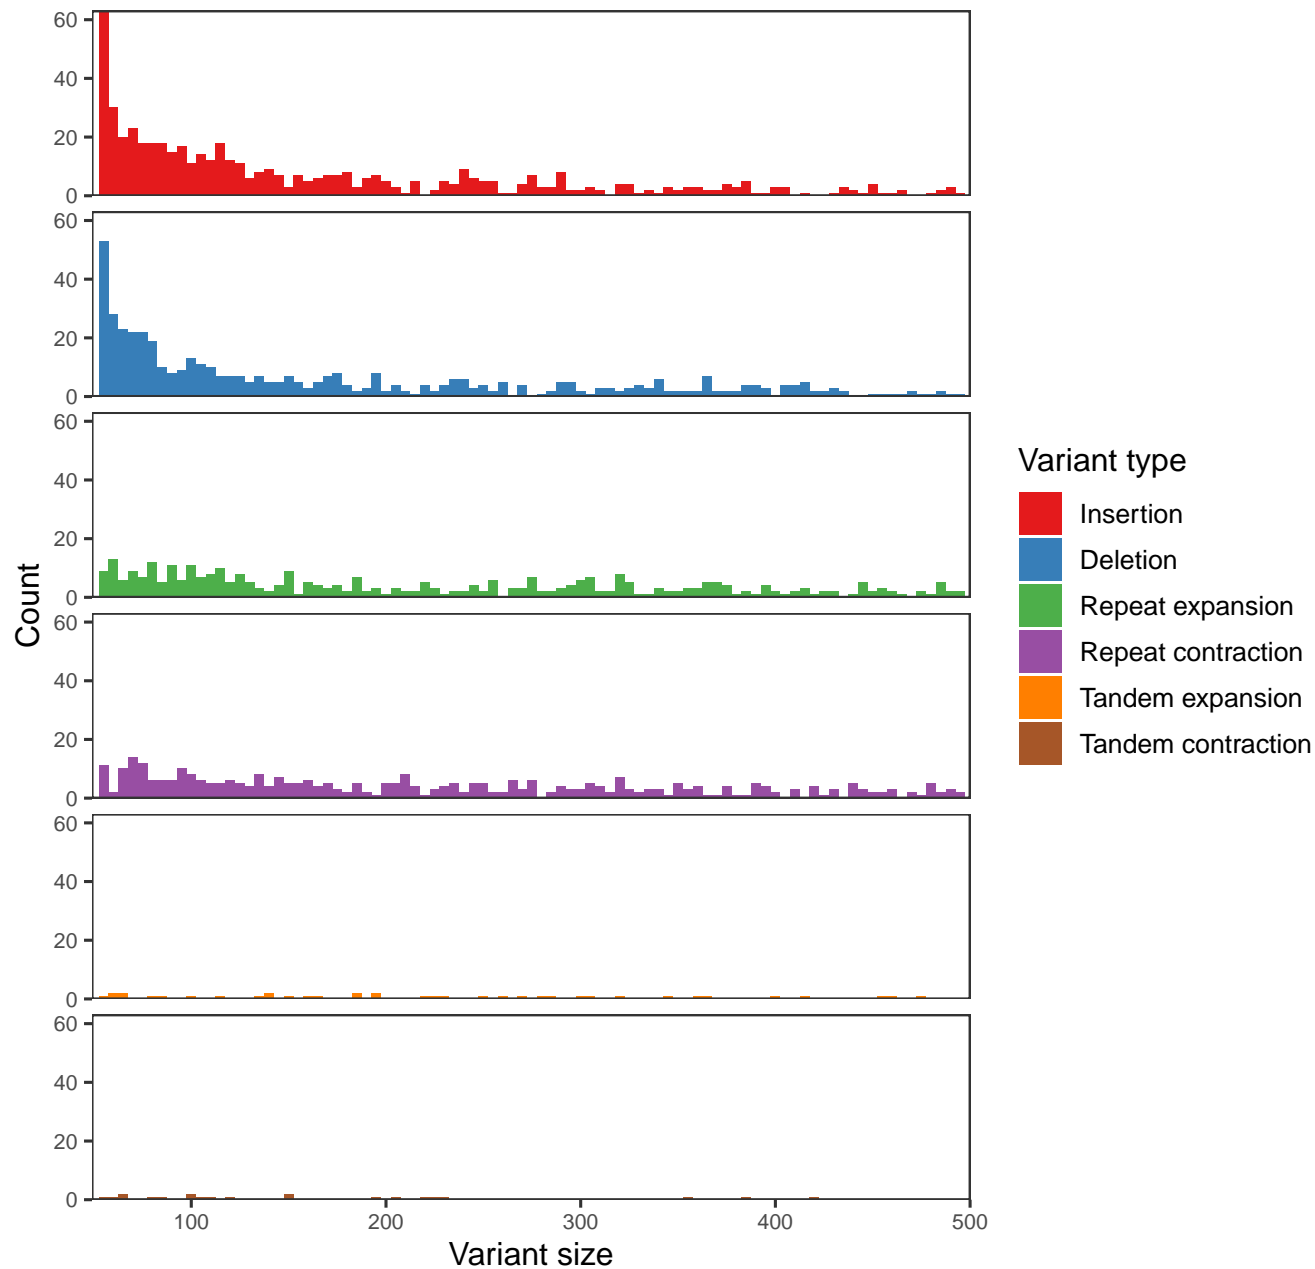 60
40
20
0
60
40
20
0
60
40
20
0
60
40
20
0
60
40
20
0
60
40
20
0
100 200 300 400 500
Variant size
Count
Variant type
Insertion
Deletion
Repeat expansion
Repeat contraction
Tandem expansion
Tandem contraction